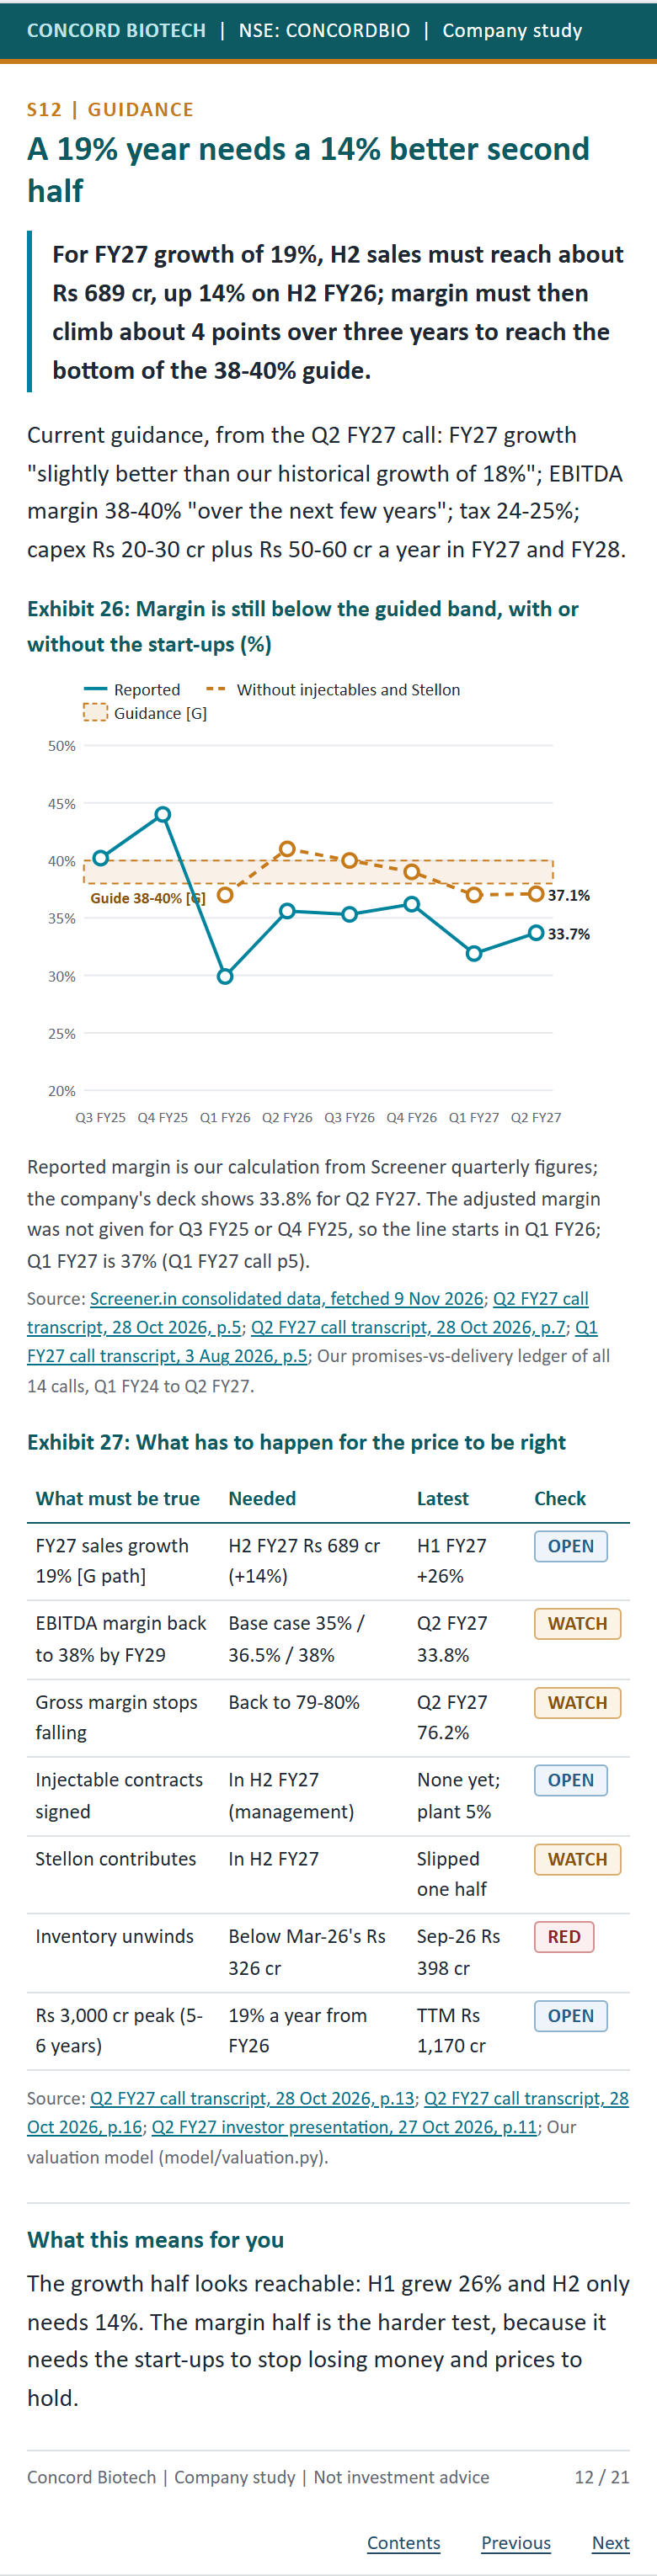 CONCORD BIOTECH | NSE: CONCORDBIO | Company study
S12 | GUIDANCE
A 19% year needs a 14% better second
half
For FY27 growth of 19%, H2 sales must reach about
Rs 689 cr, up 14% on H2 FY26; margin must then
climb about 4 points over three years to reach the
bottom of the 38-40% guide.
Current guidance, from the Q2 FY27 call: FY27 growth
"slightly better than our historical growth of 18%"; EBITDA
margin 38-40% "over the next few years"; tax 24-25%;
capex Rs 20-30 cr plus Rs 50-60 cr a year in FY27 and FY28.
Exhibit 26: Margin is still below the guided band, with or
without the start-ups (%)
Reported
Without injectables and Stellon
Guidance [G]
50%
45%
40%
Guide 38-40% [G]
37.1%
35%
33.7%
30%
25%
20%
Q3 FY25 Q4 FY25 Q1 FY26 Q2 FY26 Q3 FY26 Q4 FY26 Q1 FY27 Q2 FY27
Reported margin is our calculation from Screener quarterly figures;
the company's deck shows 33.8% for Q2 FY27. The adjusted margin
was not given for Q3 FY25 or Q4 FY25, so the line starts in Q1 FY26;
Q1 FY27 is 37% (Q1 FY27 call p5).
Source: Screener.in consolidated data, fetched 9 Nov 2026; Q2 FY27 call
transcript, 28 Oct 2026, p.5; Q2 FY27 call transcript, 28 Oct 2026, p.7; Q1
FY27 call transcript, 3 Aug 2026, p.5; Our promises-vs-delivery ledger of all
14 calls, Q1 FY24 to Q2 FY27.
Exhibit 27: What has to happen for the price to be right
What must be true Needed Latest Check
FY27 sales growth H2 FY27 Rs 689 cr H1 FY27 OPEN
19% [G path] (+14%) +26%
EBITDA margin back Base case 35% / Q2 FY27 WATCH
to 38% by FY29 36.5% / 38% 33.8%
Gross margin stops Back to 79-80% Q2 FY27 WATCH
falling 76.2%
Injectable contracts In H2 FY27 None yet; OPEN
signed (management) plant 5%
Stellon contributes In H2 FY27 Slipped WATCH
one half
Inventory unwinds Below Mar-26's Rs Sep-26 Rs RED
326 cr 398 cr
Rs 3,000 cr peak (5- 19% a year from TTM Rs OPEN
6 years) FY26 1,170 cr
Source: Q2 FY27 call transcript, 28 Oct 2026, p.13; Q2 FY27 call transcript, 28
Oct 2026, p.16; Q2 FY27 investor presentation, 27 Oct 2026, p.11; Our
valuation model (model/valuation.py).
What this means for you
The growth half looks reachable: H1 grew 26% and H2 only
needs 14%. The margin half is the harder test, because it
needs the start-ups to stop losing money and prices to
hold.
Concord Biotech | Company study | Not investment advice 12 / 21
Contents Previous Next